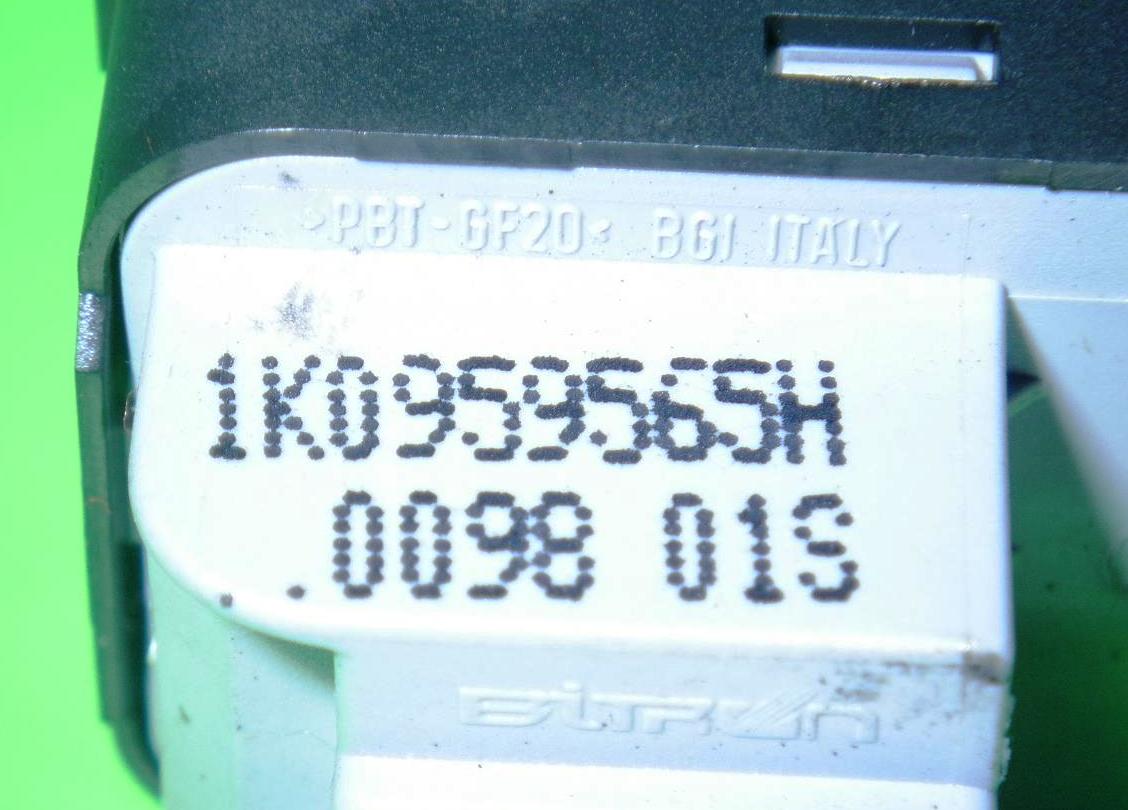 >PBT-GF20< BGI ITALY
1K0959565H
.0098 01S
BiTRON